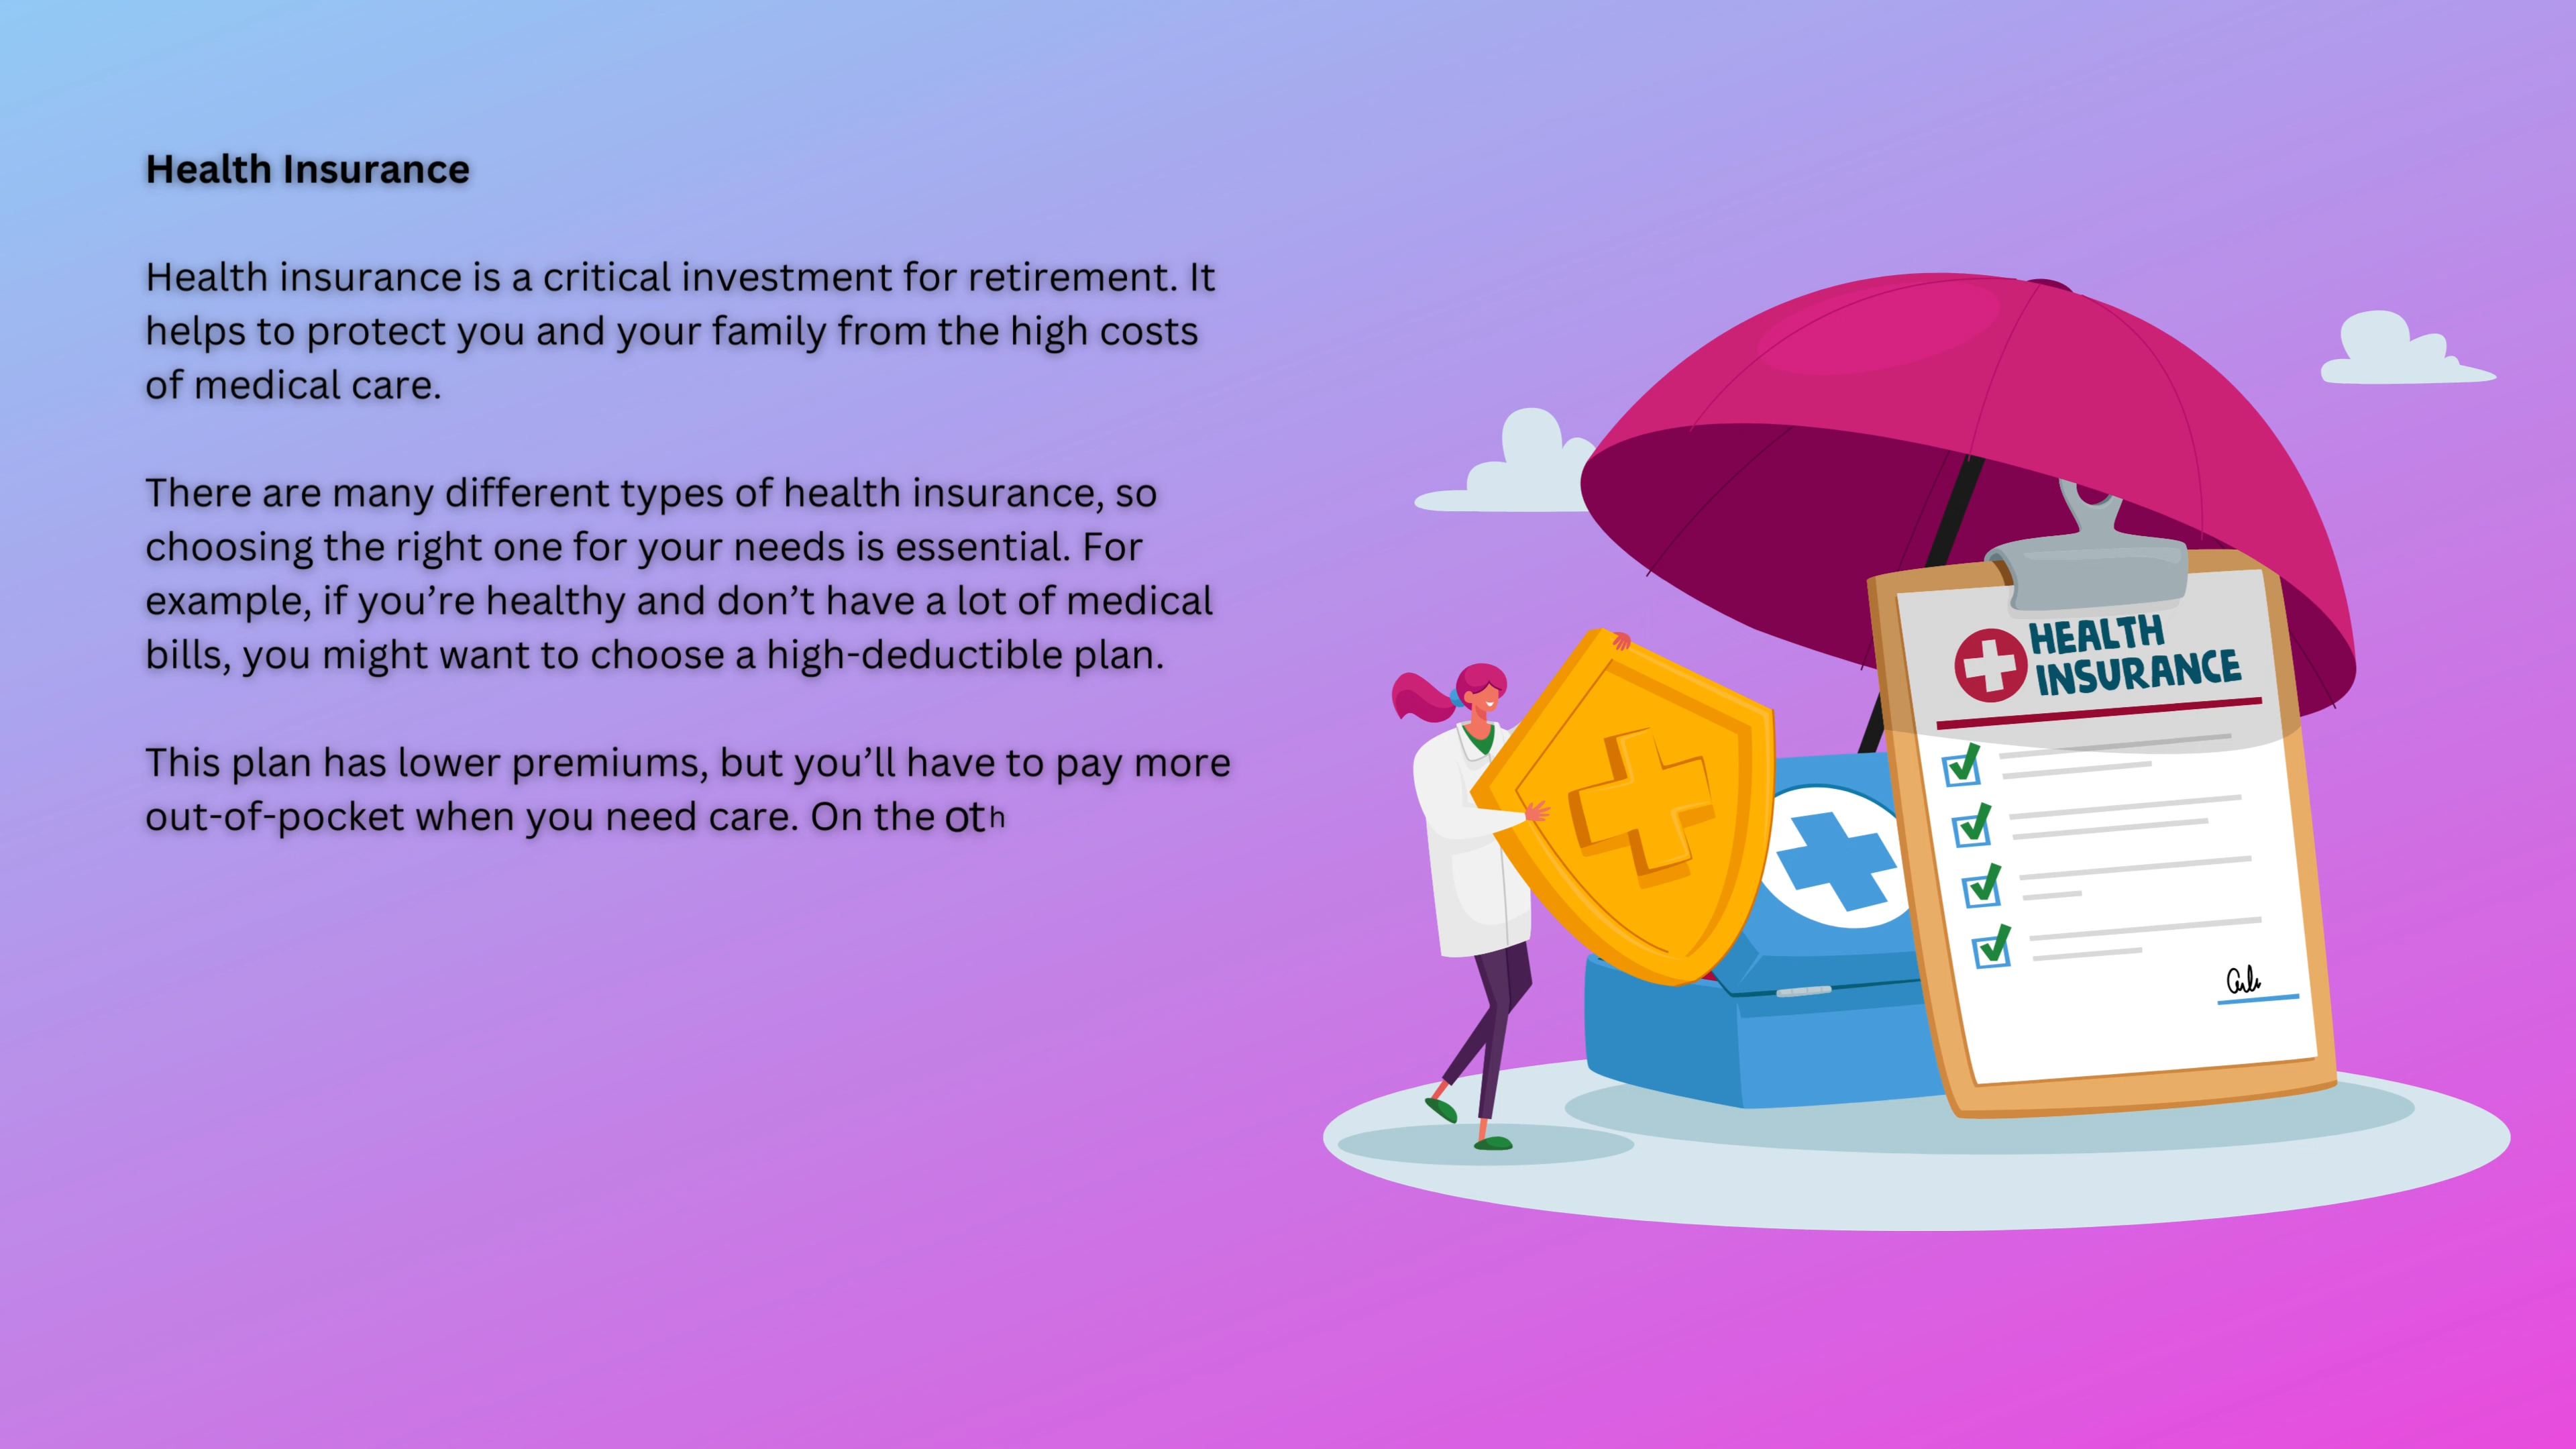 Health Insurance
Health insurance is a critical investment for retirement. It
helps to protect you and your family from the high costs
of medical care.
There are many different types of health insurance, so
choosing the right one for your needs is essential. For
example, if you’re healthy and don’t have a lot of medical
bills, you might want to choose a high-deductible plan.
This plan has lower premiums, but you’ll have to pay more
out-of-pocket when you need care. On the oth
HEALTH
INSURANCE